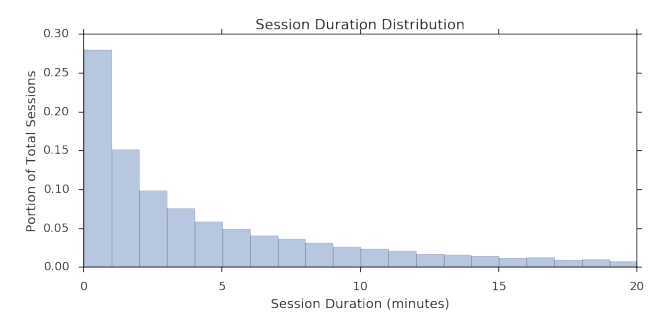 Session Duration Distribution
0.30
0.25
0.20
0.15
0.10
0.05
0.00
Portion of Total Sessions
0 5 10 15 20
Session Duration (minutes)